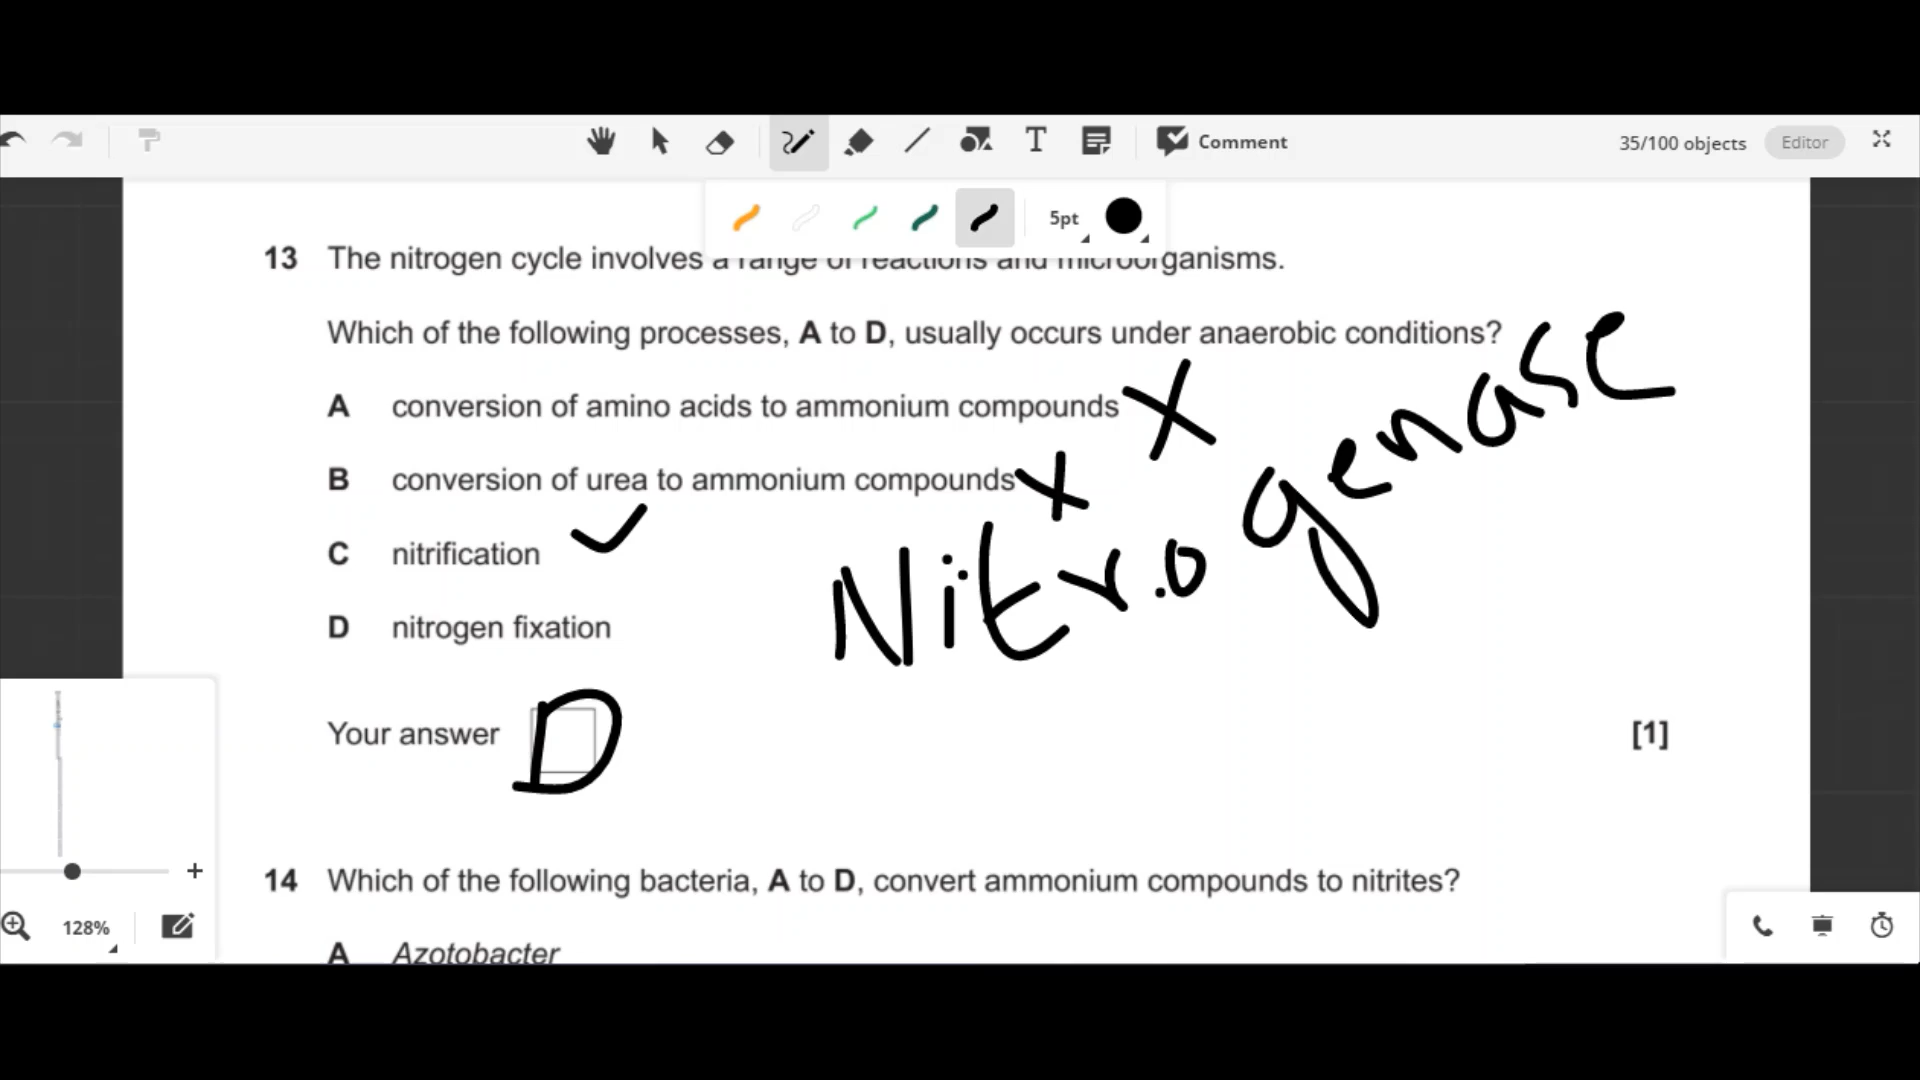 Comment
35/100 objects
Editor
5pt
13 The nitrogen cycle involves a range of reactions and microorganisms.
Which of the following processes, A to D, usually occurs under anaerobic conditions?
A conversion of amino acids to ammonium compounds X
B conversion of urea to ammonium compounds X
C nitrification ✓
D nitrogen fixation
Nitrogenase
Your answer D
[1]
14 Which of the following bacteria, A to D, convert ammonium compounds to nitrites?
128%
A Azotobacter